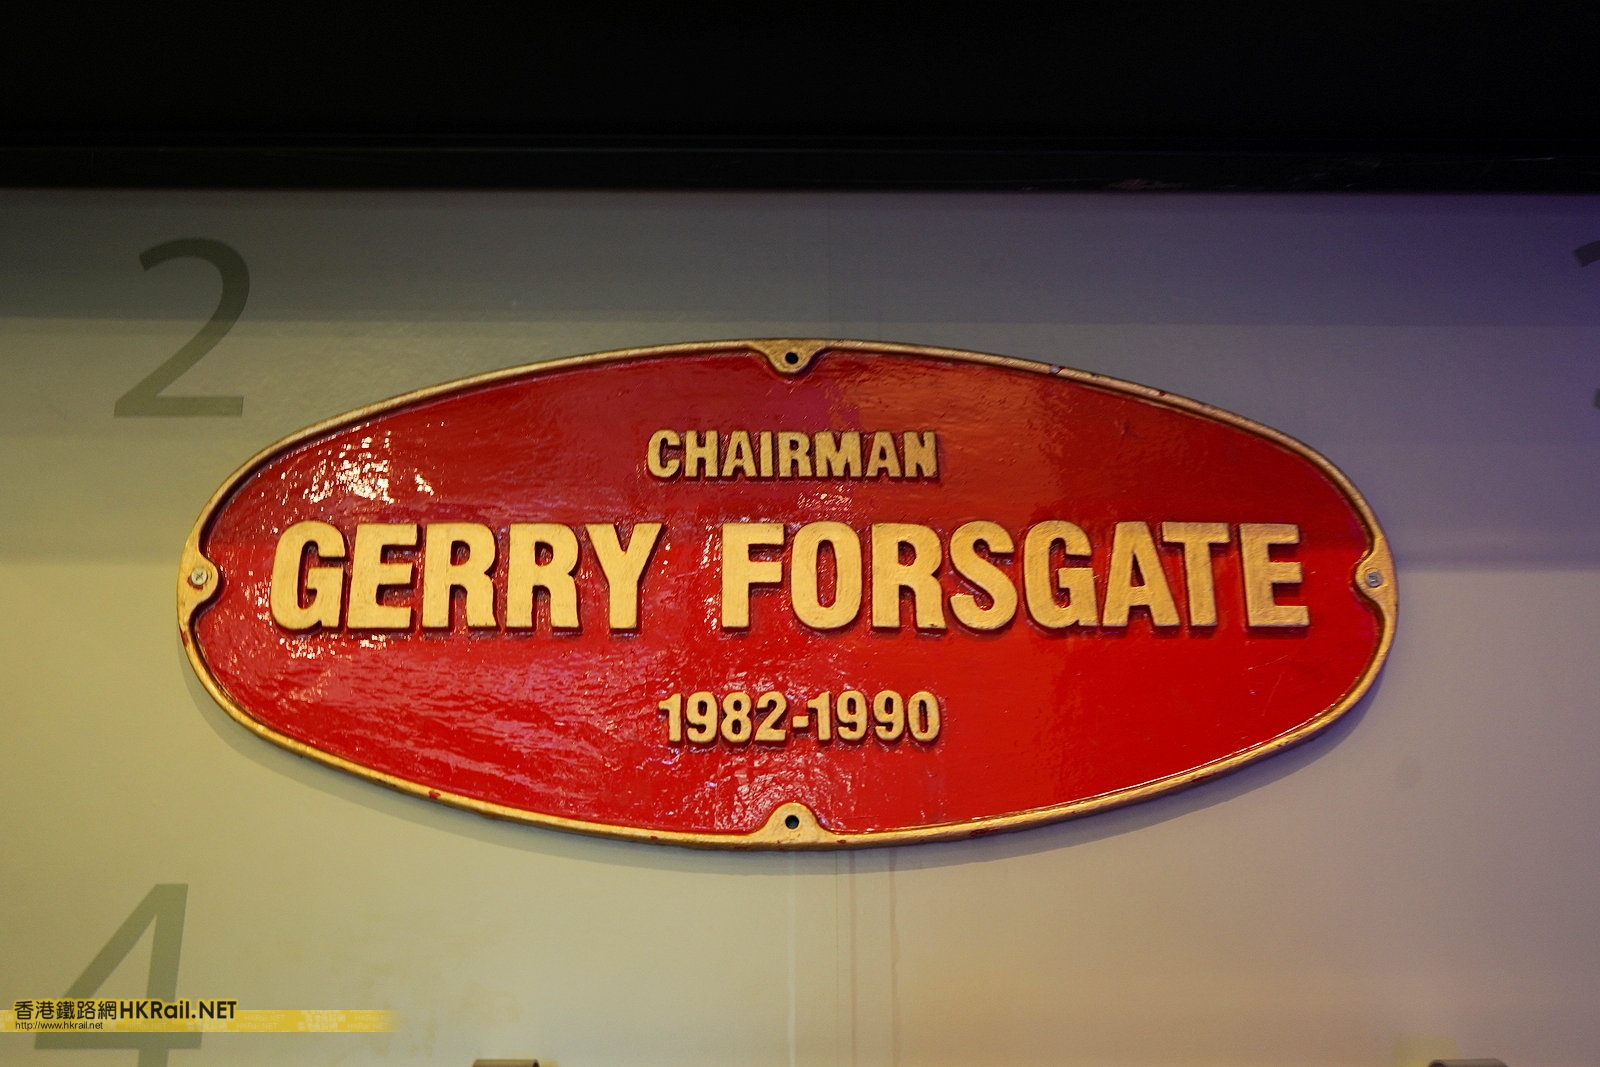 2
CHAIRMAN
GERRY FORSGATE
1982-1990
4
香港鐵路網HKRail.NET
http://www.hkrail.net